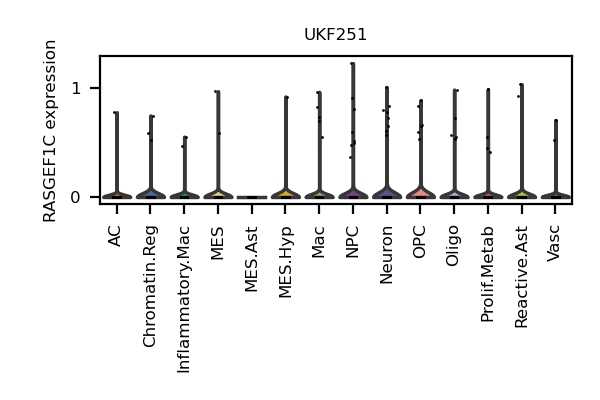 UKF251
RASGEF1C expression
1
0
AC
Chromatin.Reg
Inflammatory.Mac
MES
MES.Ast
MES.Hyp
Mac
NPC
Neuron
OPC
Oligo
Prolif.Metab
Reactive.Ast
Vasc